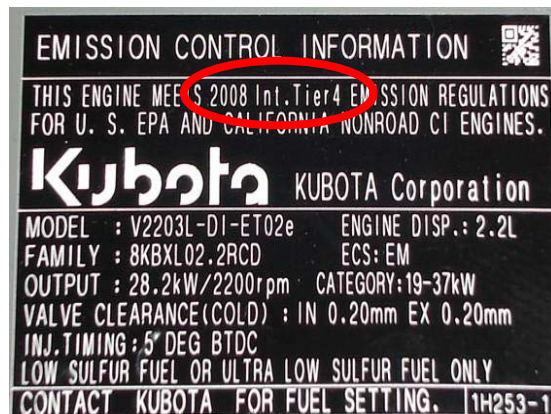 EMISSION CONTROL INFORMATION
THIS ENGINE MEETS 2008 Int.Tier4 EMISSION REGULATIONS
FOR U. S. EPA AND CALIFORNIA NONROAD CI ENGINES.
Kubota KUBOTA Corporation
MODEL : V2203L-DI-ET02e ENGINE DISP.: 2.2L
FAMILY : 8KBXL02.2RCD ECS: EM
OUTPUT : 28.2kW/2200rpm CATEGORY:19-37kW
VALVE CLEARANCE(COLD) : IN 0.20mm EX 0.20mm
INJ.TIMING: 5° DEG BTDC
LOW SULFUR FUEL OR ULTRA LOW SULFUR FUEL ONLY
CONTACT KUBOTA FOR FUEL SETTING. 1H253-1